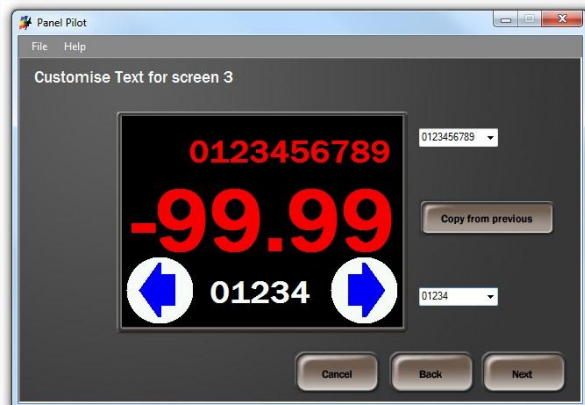 Panel Pilot
File Help
Customise Text for screen 3
0123456789
0123456789
-99.99
Copy from previous
01234
01234
Cancel Back Next